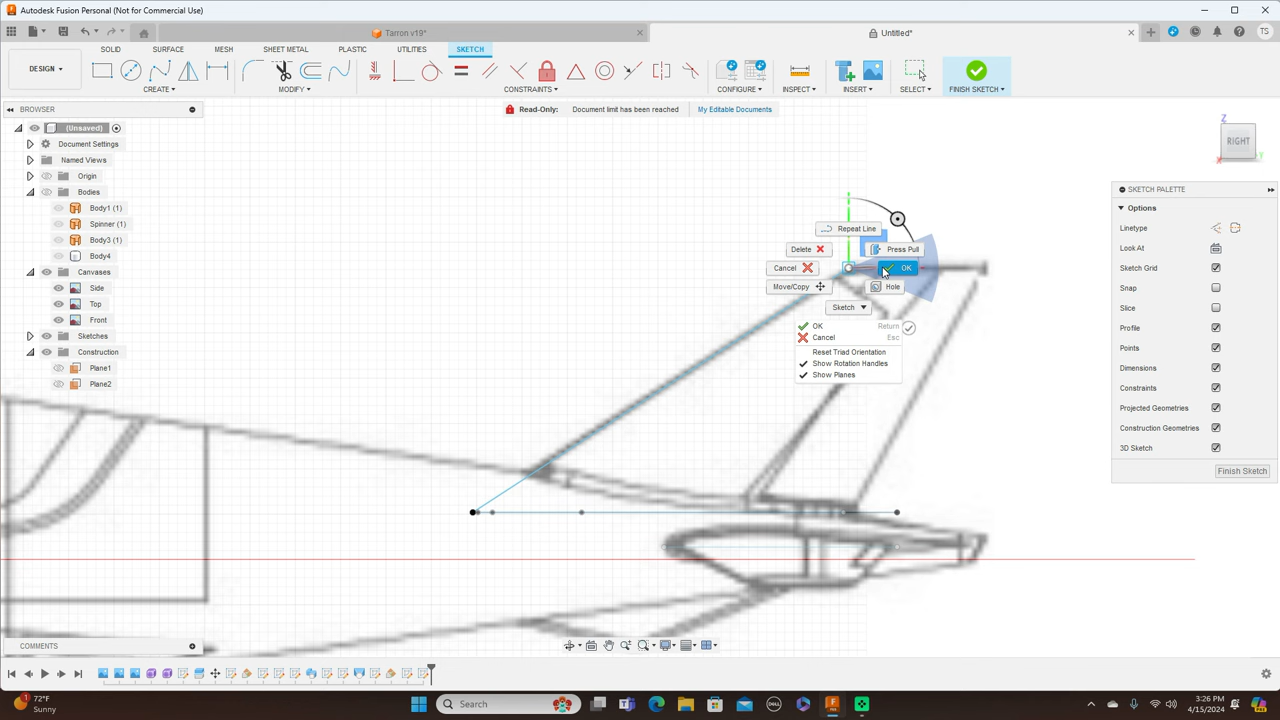 Autodesk Fusion Personal (Not for Commercial Use)
Tarron v19*
Untitled*
TS
SOLID SURFACE MESH SHEET METAL PLASTIC UTILITIES SKETCH
DESIGN
CREATE MODIFY CONSTRAINTS CONFIGURE INSPECT INSERT SELECT FINISH SKETCH
BROWSER
Read-Only: Document limit has been reached My Editable Documents
(Unsaved)
Document Settings
Named Views
Origin
Bodies
Body1 (1)
Spinner (1)
Body3 (1)
Body4
Canvases
Side
Top
Front
Sketches
Construction
Plane1
Plane2
Z
RIGHT
X
Y
Repeat Line
Delete
Press Pull
Cancel
OK
Move/Copy
Hole
Sketch
OK Return
Cancel Esc
Reset Triad Orientation
Show Rotation Handles
Show Planes
SKETCH PALETTE
Options
Linetype
Look At
Sketch Grid
Snap
Slice
Profile
Points
Dimensions
Constraints
Projected Geometries
Construction Geometries
3D Sketch
Finish Sketch
COMMENTS
1
72°F
Sunny
Search
DELL
3:26 PM
4/15/2024